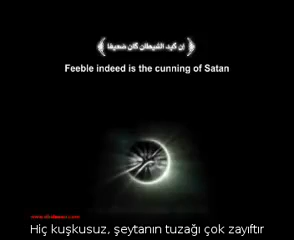 ﴿إن كيد الشيطان كان ضعيفا﴾
Feeble indeed is the cunning of Satan
Hiç kuşkusuz, şeytanın tuzağı çok zayıftır